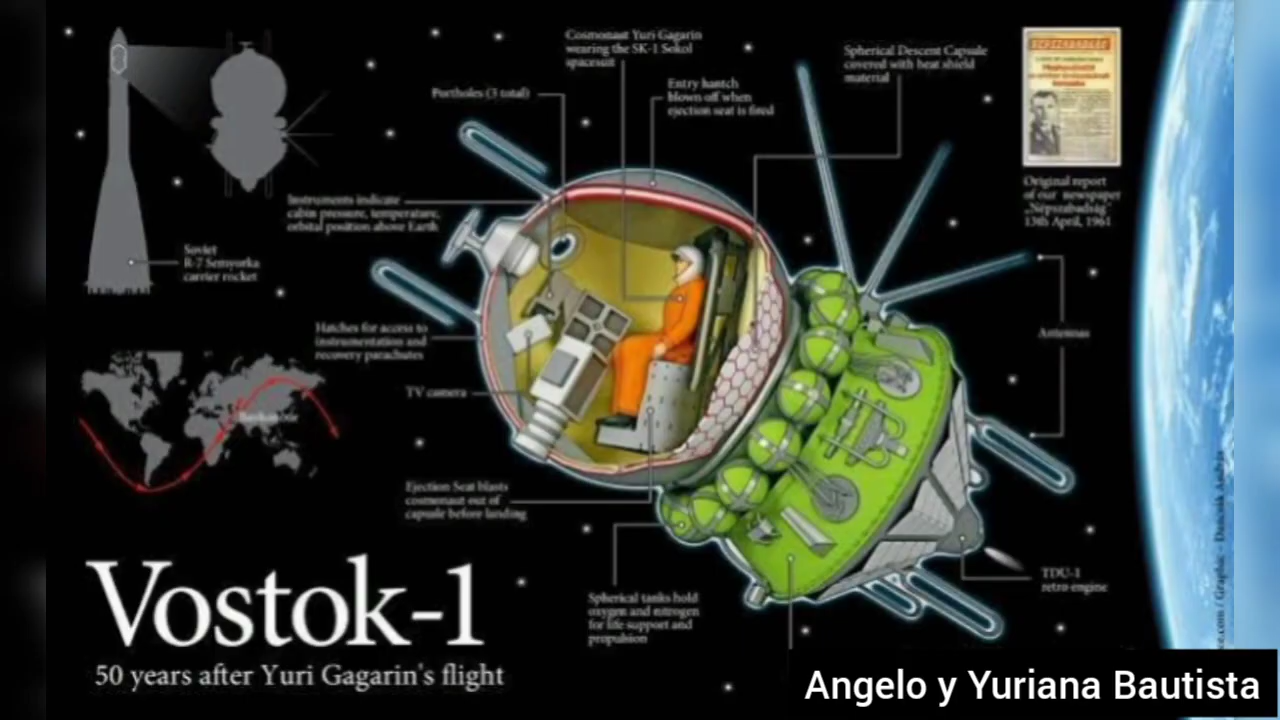 Cosmonaut Yuri Gagarin
wearing the SK-1 Sokol
spacesuit
Spherical Descent Capsule
covered with heat shield
material
Portholes (3 total)
Entry hantch
blown off when
ejection seat is fired
Original report
of our newspaper
„Népszabadság"
13th April, 1961
Instruments indicate
cabin pressure, temperature,
orbital position above Earth
Soviet
R-7 Semyorka
carrier rocket
Hatches for access to
instrumentation and
recovery parachutes
Antennas
TV camera
Ejection Seat blasts
cosmonaut out of
capsule before landing
TDU-1
retro engine
Spherical tanks hold
oxygen and nitrogen
for life support and
propulsion
Vostok-1
50 years after Yuri Gagarin's flight
Angelo y Yuriana Bautista